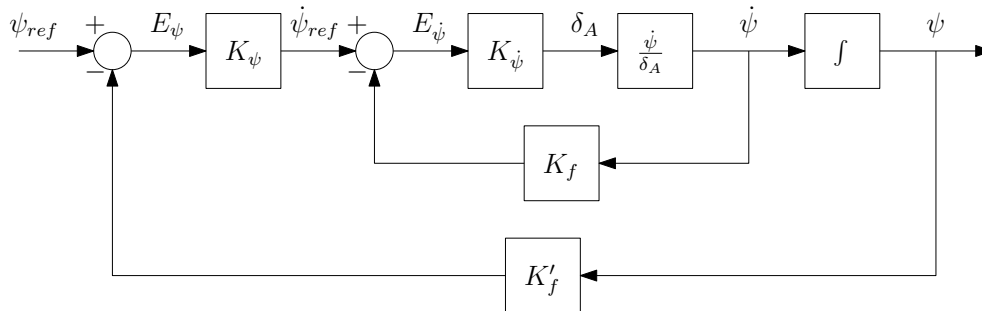 ψ_ref + − E_ψ K_ψ ψ̇_ref + − E_ψ̇ K_ψ̇ δ_A ψ̇/δ_A ψ̇ ∫ ψ
K_f
K′_f